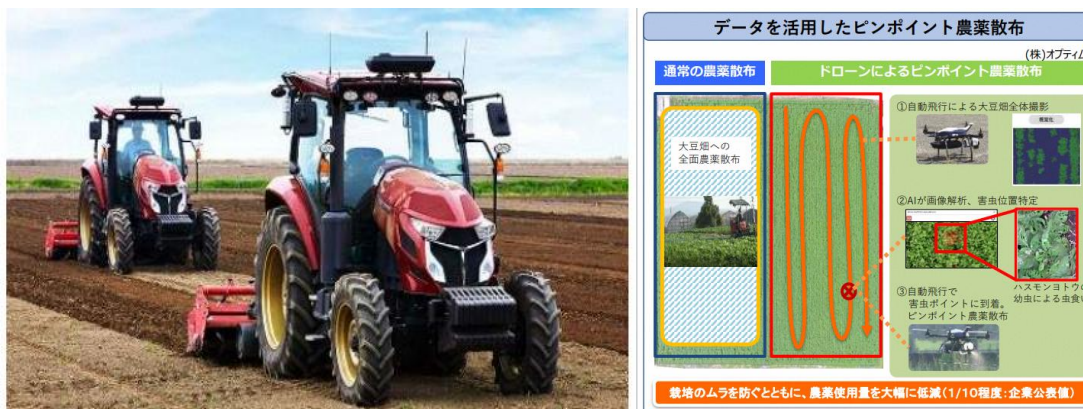 データを活用したピンポイント農薬散布
(株)オプティム
通常の農薬散布
ドローンによるピンポイント農薬散布
大豆畑への
全面農薬散布
①自動飛行による大豆畑全体撮影
②AIが画像解析、害虫位置特定
ハスモンヨトウの
幼虫による虫食い
③自動飛行で
害虫ポイントに到着。
ピンポイント農薬散布
栽培のムラを防ぐとともに、農薬使用量を大幅に低減(1/10程度:企業公表値)